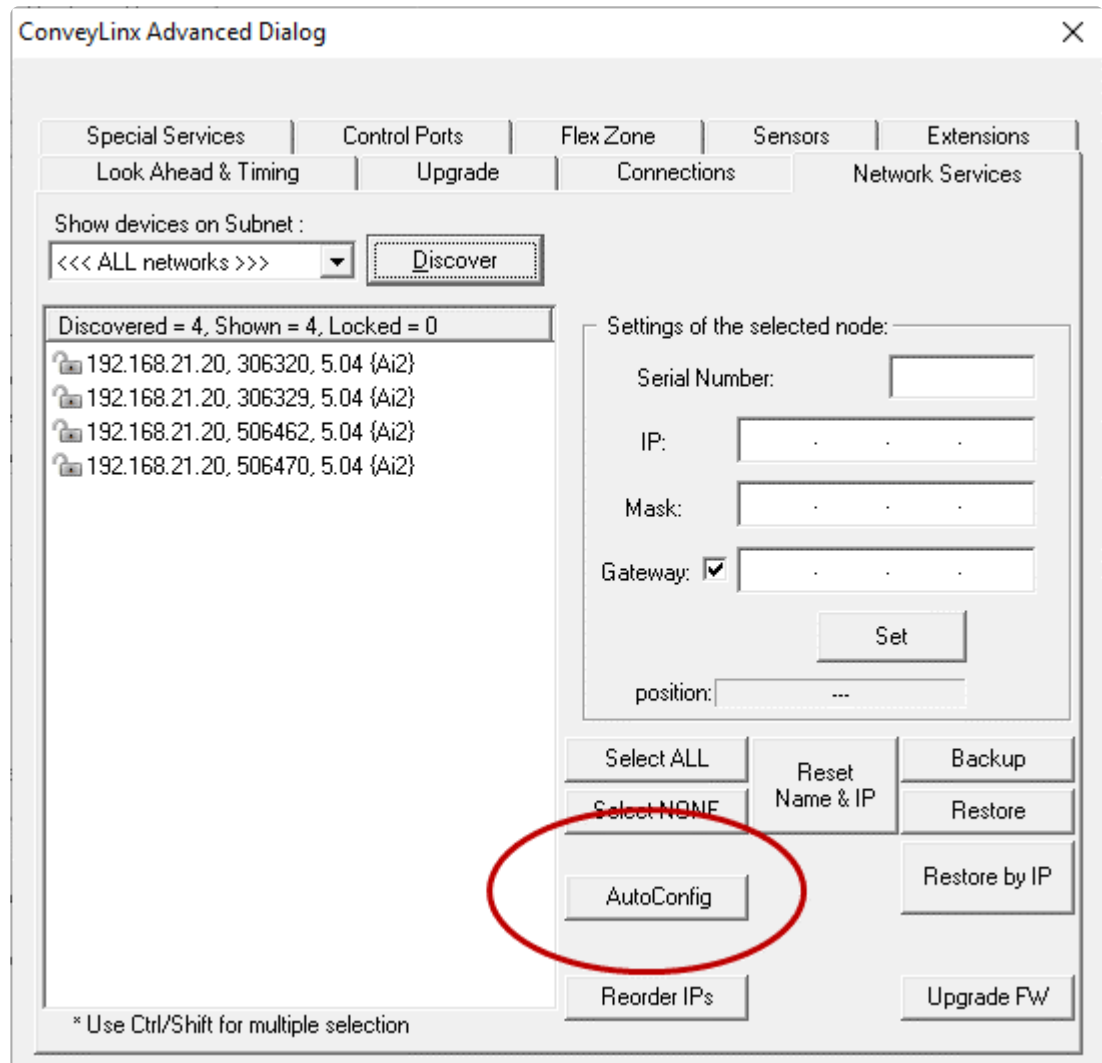 ConveyLinx Advanced Dialog
Special Services Control Ports Flex Zone Sensors Extensions
Look Ahead & Timing Upgrade Connections Network Services
Show devices on Subnet :
<<< ALL networks >>> Discover
Discovered = 4, Shown = 4, Locked = 0
192.168.21.20, 306320, 5.04 {Ai2}
192.168.21.20, 306329, 5.04 {Ai2}
192.168.21.20, 506462, 5.04 {Ai2}
192.168.21.20, 506470, 5.04 {Ai2}
* Use Ctrl/Shift for multiple selection
Settings of the selected node:
Serial Number:
IP: . . .
Mask: . . .
Gateway: . . .
Set
position: ---
Select ALL
Select NONE
Reset
Name & IP
Backup
Restore
AutoConfig
Restore by IP
Reorder IPs
Upgrade FW